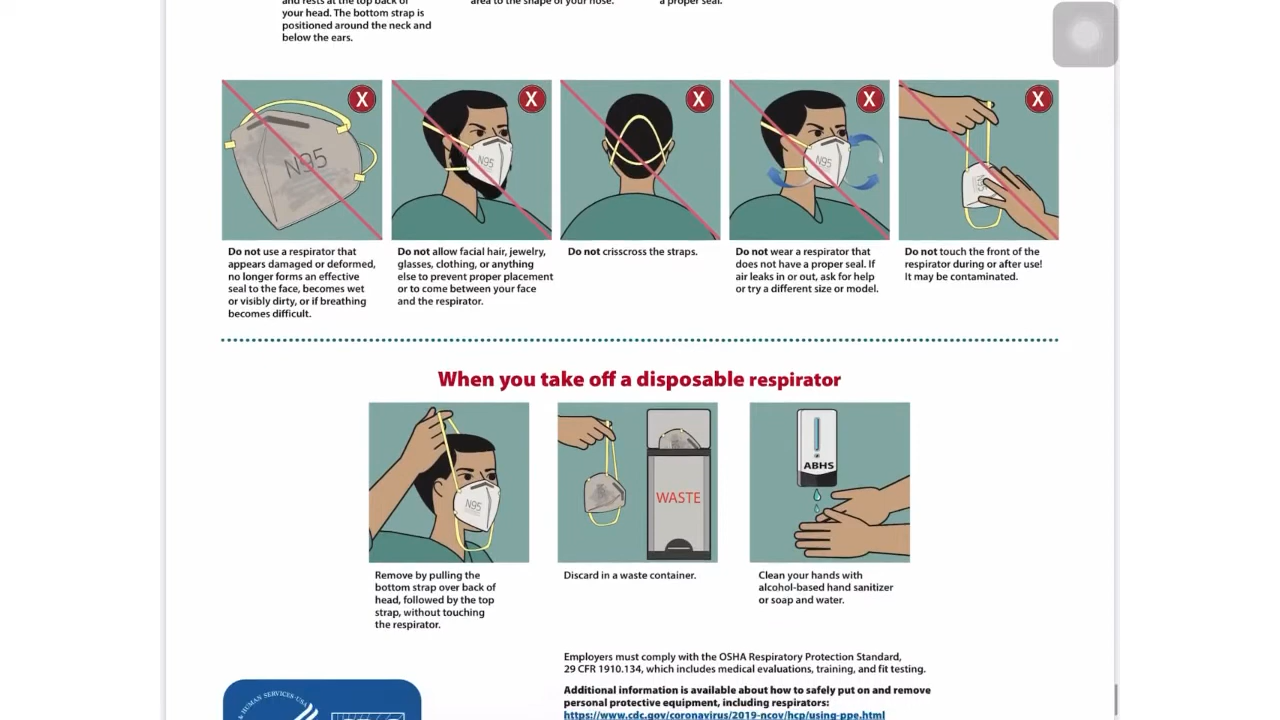 and rests at the top back of
your head. The bottom strap is
positioned around the neck and
below the ears.
area to the shape of your nose.
a proper seal.
X
X
X
X
X
N95
N95
N95
N95
Do not use a respirator that
appears damaged or deformed,
no longer forms an effective
seal to the face, becomes wet
or visibly dirty, or if breathing
becomes difficult.
Do not allow facial hair, jewelry,
glasses, clothing, or anything
else to prevent proper placement
or to come between your face
and the respirator.
Do not crisscross the straps.
Do not wear a respirator that
does not have a proper seal. If
air leaks in or out, ask for help
or try a different size or model.
Do not touch the front of the
respirator during or after use!
It may be contaminated.
When you take off a disposable respirator
N95
WASTE
ABHS
Remove by pulling the
bottom strap over back of
head, followed by the top
strap, without touching
the respirator.
Discard in a waste container.
Clean your hands with
alcohol-based hand sanitizer
or soap and water.
Employers must comply with the OSHA Respiratory Protection Standard,
29 CFR 1910.134, which includes medical evaluations, training, and fit testing.
Additional information is available about how to safely put on and remove
personal protective equipment, including respirators:
https://www.cdc.gov/coronavirus/2019-ncov/hcp/using-ppe.html
& HUMAN SERVICES·USA